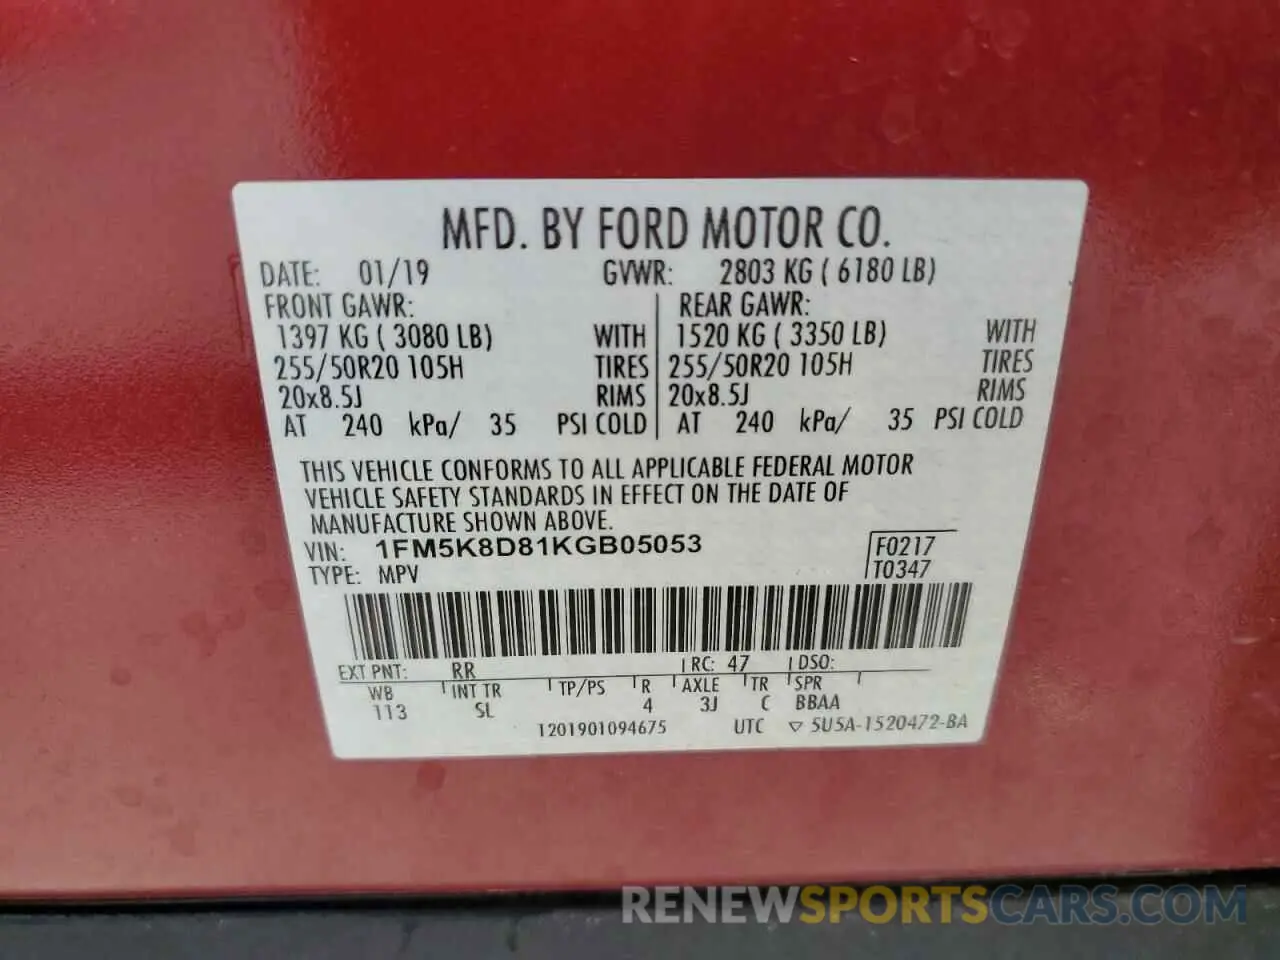 MFD. BY FORD MOTOR CO.
DATE: 01/19 GVWR: 2803 KG ( 6180 LB)
FRONT GAWR: REAR GAWR:
1397 KG ( 3080 LB) WITH 1520 KG ( 3350 LB) WITH
255/50R20 105H TIRES 255/50R20 105H TIRES
20x8.5J RIMS 20x8.5J RIMS
AT 240 kPa/ 35 PSI COLD AT 240 kPa/ 35 PSI COLD
THIS VEHICLE CONFORMS TO ALL APPLICABLE FEDERAL MOTOR
VEHICLE SAFETY STANDARDS IN EFFECT ON THE DATE OF
MANUFACTURE SHOWN ABOVE.
VIN: 1FM5K8D81KGB05053 F0217
TYPE: MPV T0347
EXT PNT: RR RC: 47 DSO:
WB INT TR TP/PS R AXLE TR SPR
113 SL 4 3J C BBAA
1201901094675 UTC ▽ 5U5A-1520472-BA
RENEWSPORTSCARS.COM